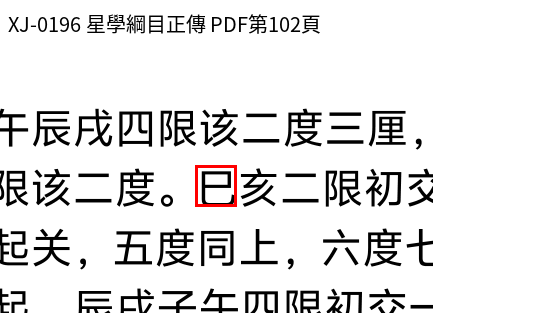 XJ-0196 星學綱目正傳 PDF第102頁
午辰戌四限该二度三厘，
限该二度。巳亥二限初交
起关，五度同上，六度七
起 辰戌子午四限初交一